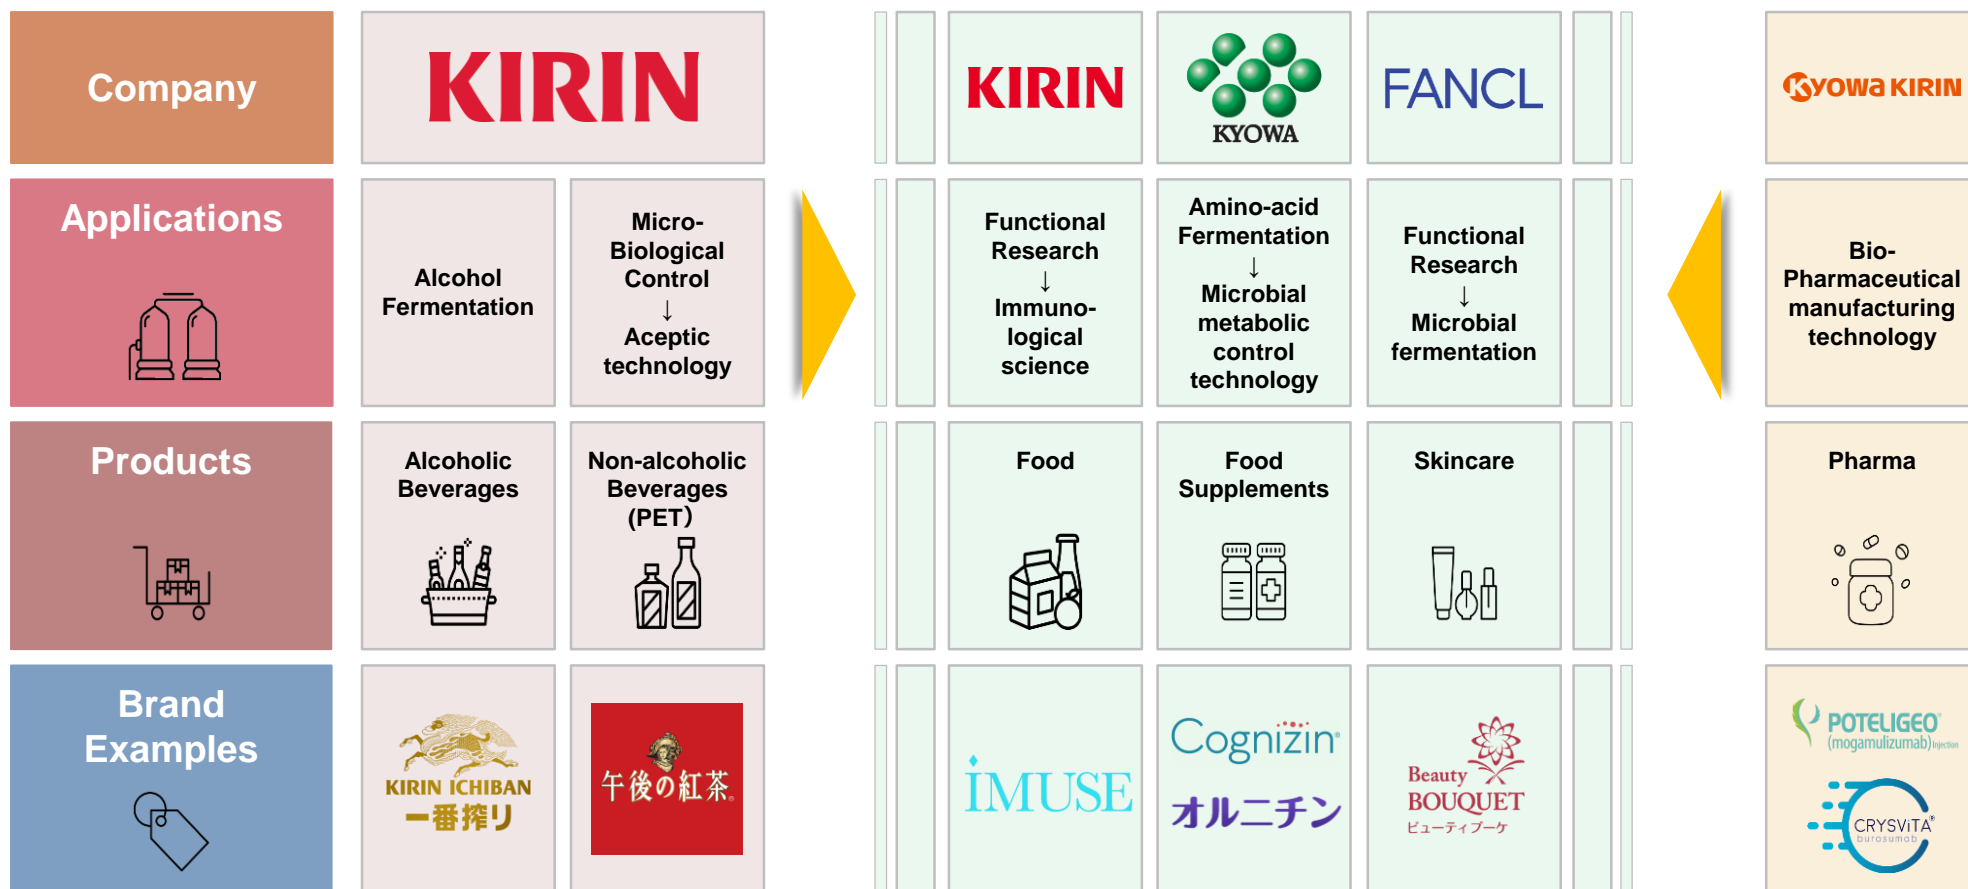 Company
KIRIN
KIRIN
KYOWA
FANCL
KYOWA KIRIN
Applications
Alcohol
Fermentation
Micro-
Biological
Control
↓
Aceptic
technology
Functional
Research
↓
Immuno-
logical
science
Amino-acid
Fermentation
↓
Microbial
metabolic
control
technology
Functional
Research
↓
Microbial
fermentation
Bio-
Pharmaceutical
manufacturing
technology
Products
Alcoholic
Beverages
Non-alcoholic
Beverages
(PET）
Food
Food
Supplements
Skincare
Pharma
Brand
Examples
KIRIN ICHIBAN
一番搾り
午後の紅茶®
iMUSE
Cognizin®
オルニチン
Beauty
BOUQUET
ビューティブーケ
POTELIGEO®
(mogamulizumab) Injection
CRYSViTA®
burosumab